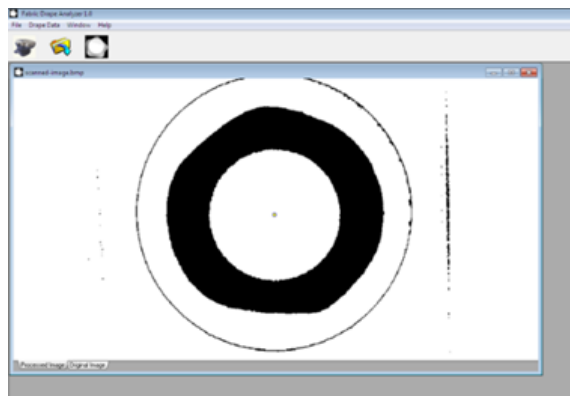 Fabric Drape Analyzer 1.0
File Drape Data Window Help
scanned-image.bmp
Processed Image Original Image